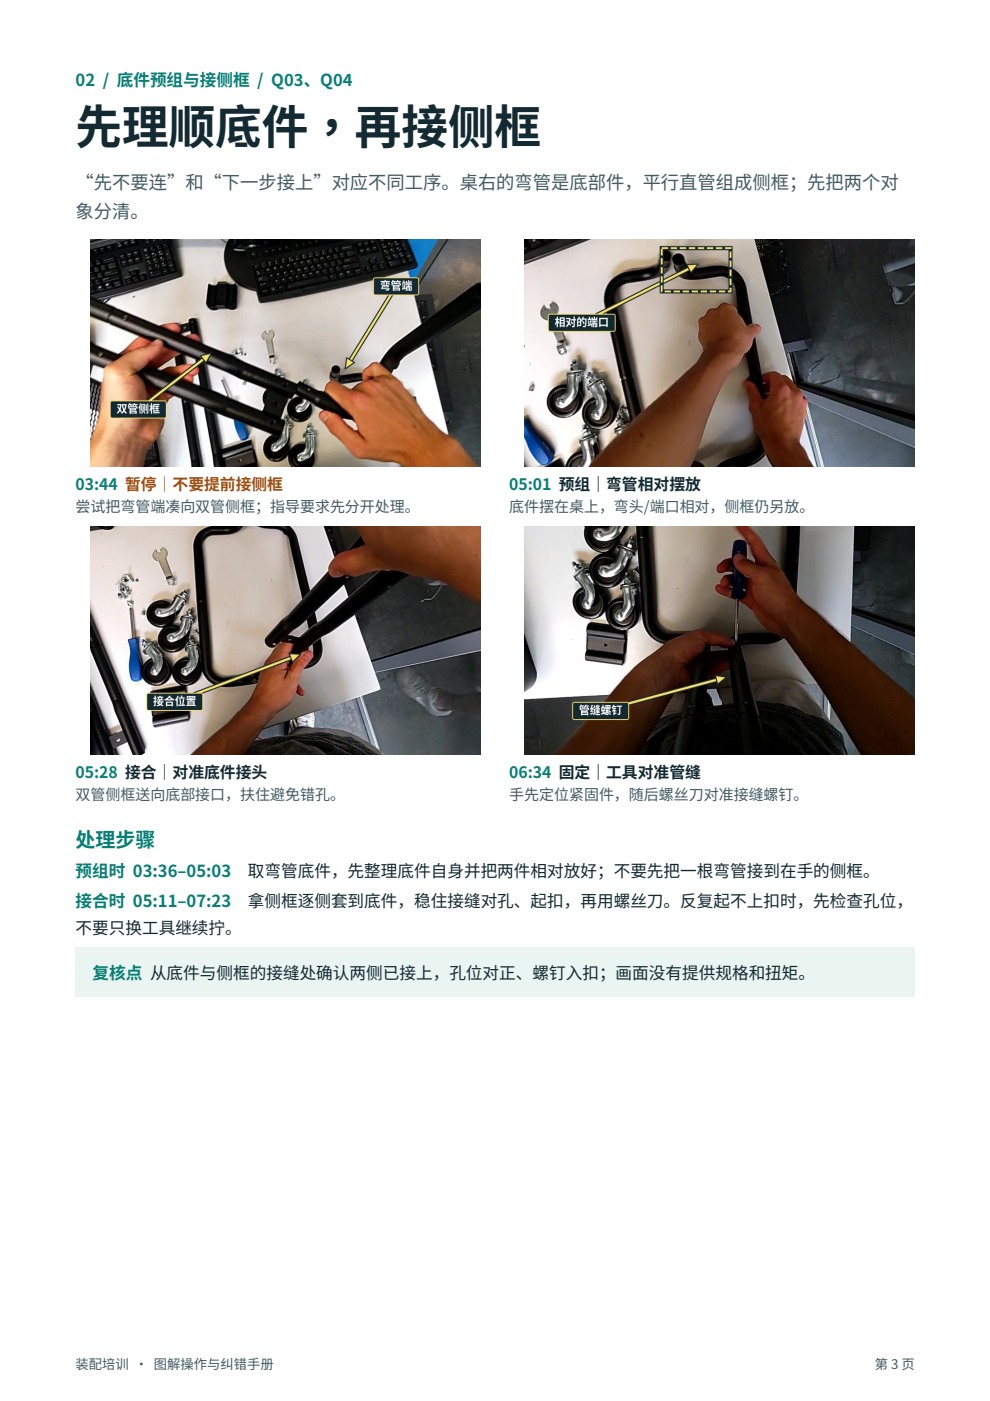 02 / 底件预组与接侧框 / Q03、Q04
先理顺底件，再接侧框
“先不要连”和“下一步接上”对应不同工序。桌右的弯管是底部件，平行直管组成侧框；先把两个对
象分清。
弯管端
双管侧框
相对的端口
03:44 暂停｜不要提前接侧框
尝试把弯管端凑向双管侧框；指导要求先分开处理。
05:01 预组｜弯管相对摆放
底件摆在桌上，弯头/端口相对，侧框仍另放。
接合位置
管缝螺钉
05:28 接合｜对准底件接头
双管侧框送向底部接口，扶住避免错孔。
06:34 固定｜工具对准管缝
手先定位紧固件，随后螺丝刀对准接缝螺钉。
处理步骤
预组时 03:36–05:03 取弯管底件，先整理底件自身并把两件相对放好；不要先把一根弯管接到在手的侧框。
接合时 05:11–07:23 拿侧框逐侧套到底件，稳住接缝对孔、起扣，再用螺丝刀。反复起不上扣时，先检查孔位，
不要只换工具继续拧。
复核点 从底件与侧框的接缝处确认两侧已接上，孔位对正、螺钉入扣；画面没有提供规格和扭矩。
装配培训 · 图解操作与纠错手册
第 3 页